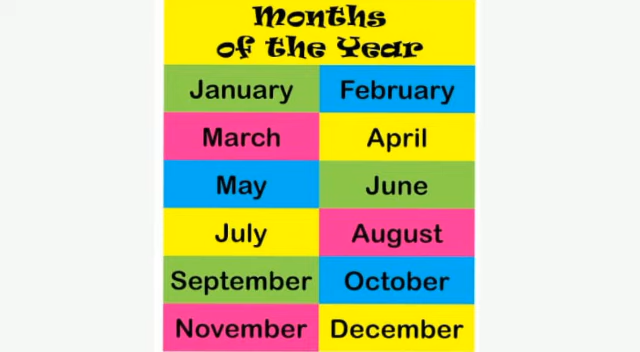 Months
of the Year
January February
March April
May June
July August
September October
November December